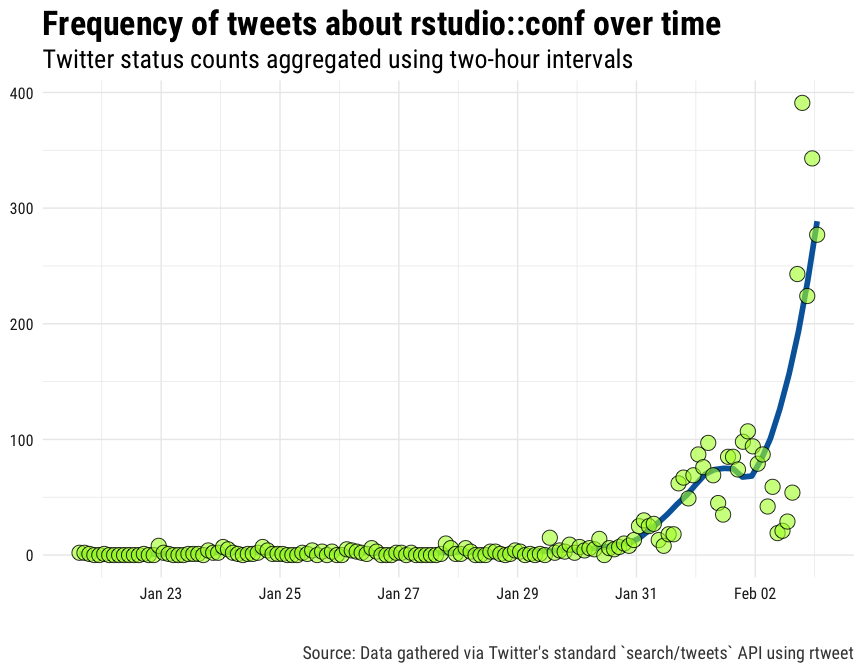 Frequency of tweets about rstudio::conf over time
Twitter status counts aggregated using two-hour intervals
400
300
200
100
0
Jan 23 Jan 25 Jan 27 Jan 29 Jan 31 Feb 02
Source: Data gathered via Twitter's standard `search/tweets` API using rtweet